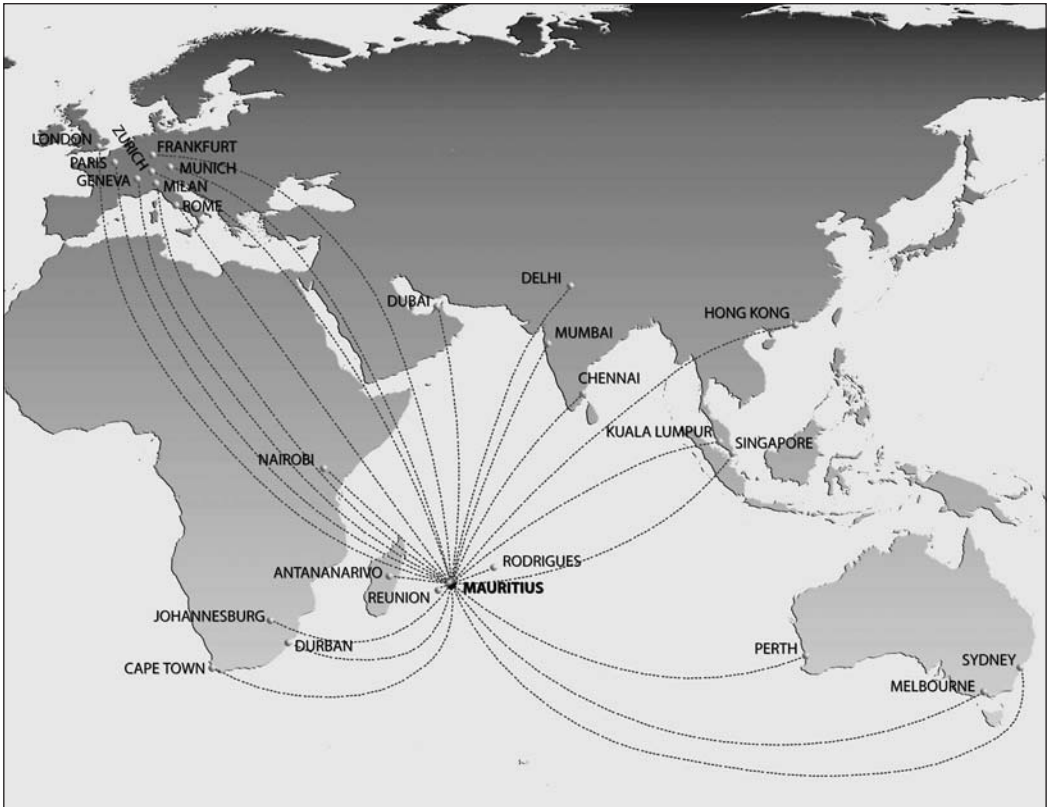 LONDON
ZURICH
FRANKFURT
PARIS
MUNICH
GENEVA
MILAN
ROME
DELHI
DUBAI
HONG KONG
MUMBAI
CHENNAI
KUALA LUMPUR
SINGAPORE
NAIROBI
RODRIGUES
ANTANANARIVO
MAURITIUS
REUNION
JOHANNESBURG
DURBAN
PERTH
SYDNEY
CAPE TOWN
MELBOURNE